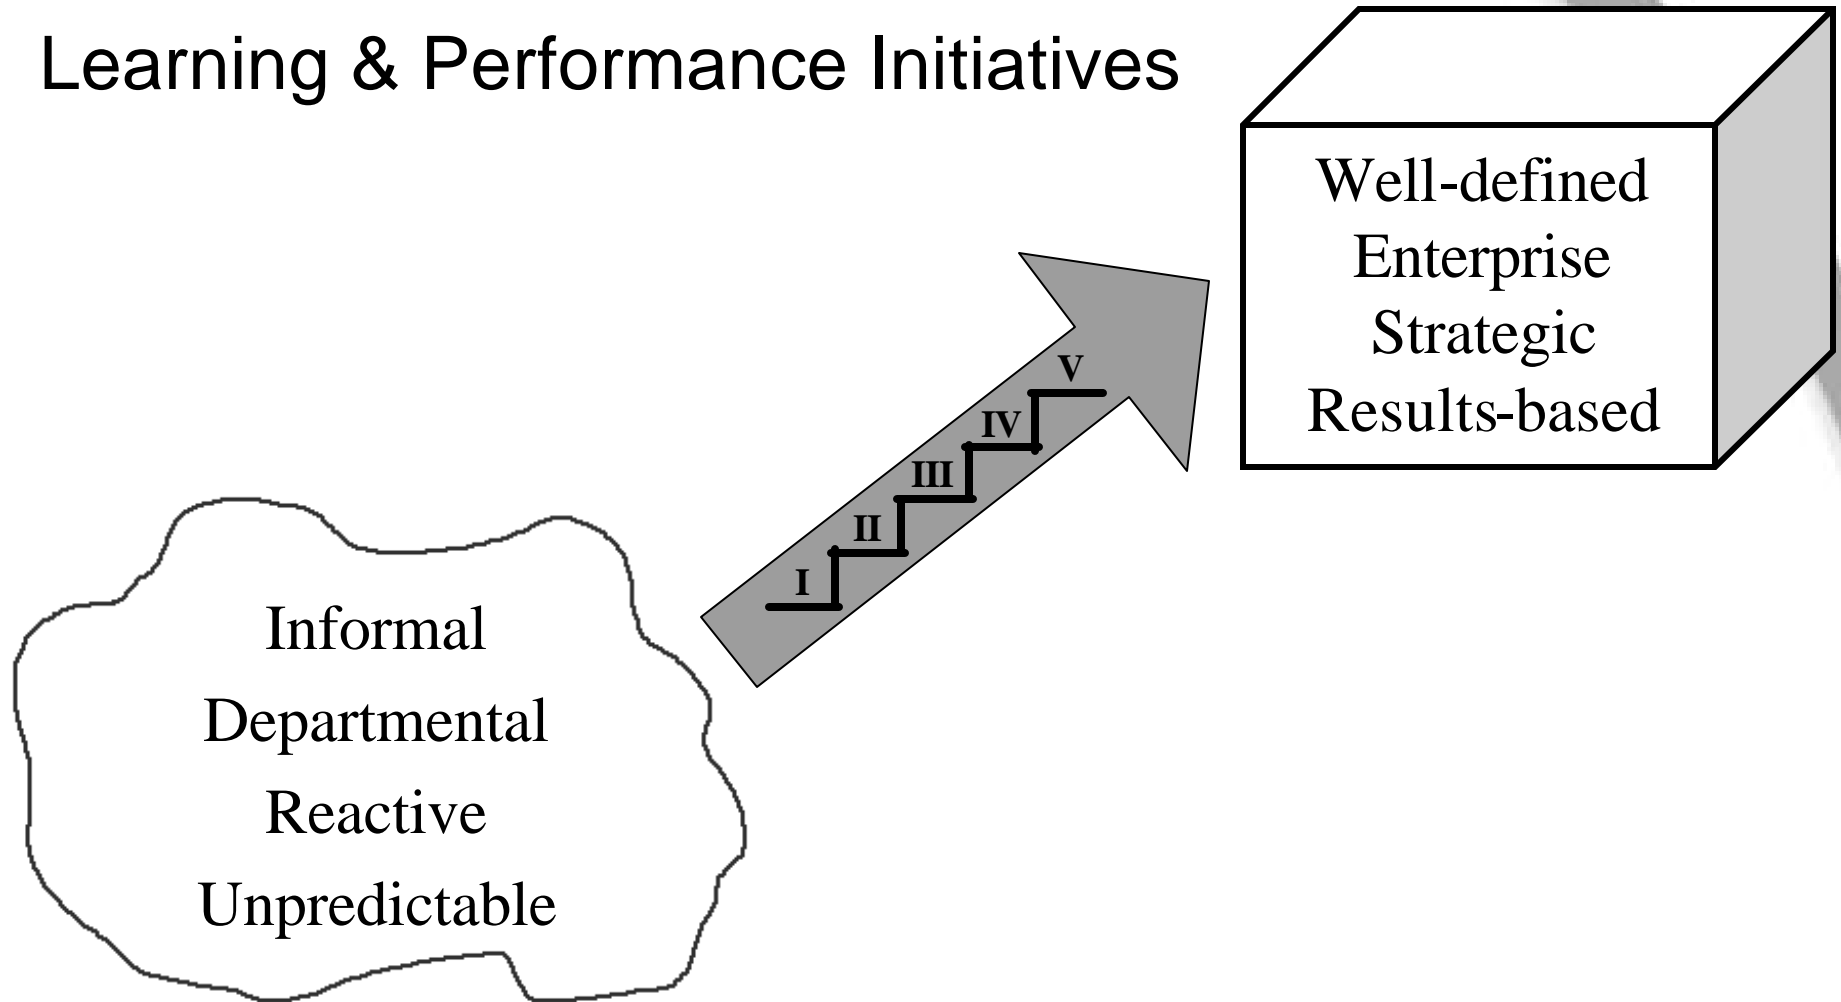 Learning & Performance Initiatives
Well-defined
Enterprise
Strategic
Results-based
V
IV
III
II
I
Informal
Departmental
Reactive
Unpredictable